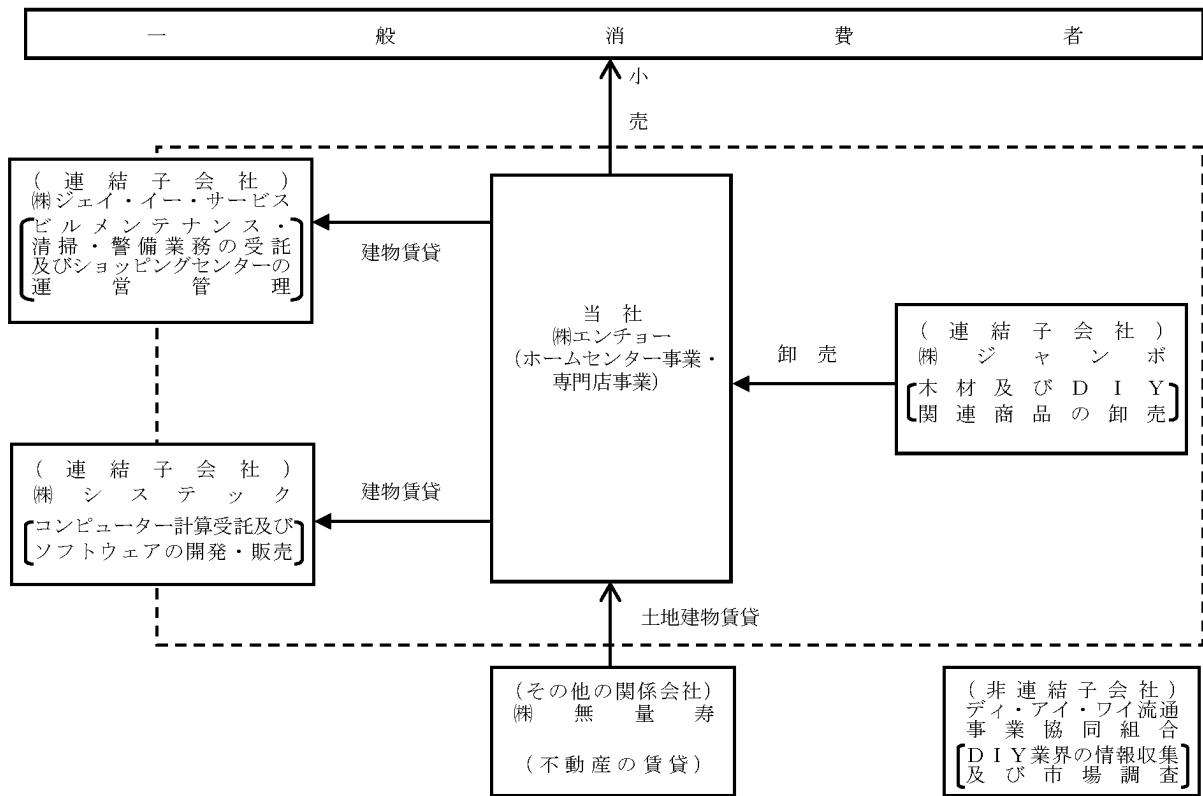 一般消費者
小
売
(連結子会社)
㈱ジェイ・イー・サービス
ビルメンテナンス・
清掃・警備業務の受託
及びショッピングセンターの
運営管理
建物賃貸
当社
㈱エンチョー
(ホームセンター事業・
専門店事業)
卸売
(連結子会社)
㈱ジャンボ
木材及びDIY
関連商品の卸売
(連結子会社)
㈱システック
コンピューター計算受託及び
ソフトウェアの開発・販売
建物賃貸
土地建物賃貸
(その他の関係会社)
㈱無量寿
(不動産の賃貸)
(非連結子会社)
ディ・アイ・ワイ流通
事業協同組合
DIY業界の情報収集
及び市場調査